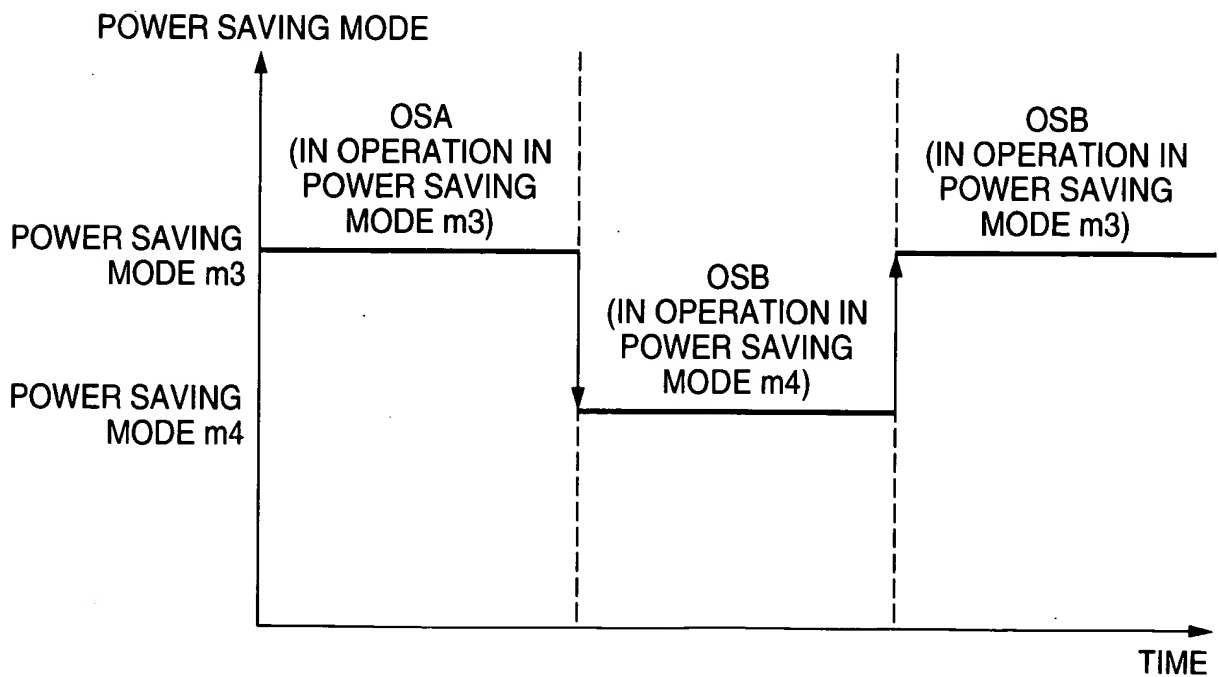 POWER SAVING MODE
OSA
(IN OPERATION IN
POWER SAVING
MODE m3)
OSB
(IN OPERATION IN
POWER SAVING
MODE m3)
POWER SAVING
MODE m3
OSB
(IN OPERATION IN
POWER SAVING
MODE m4)
POWER SAVING
MODE m4
TIME